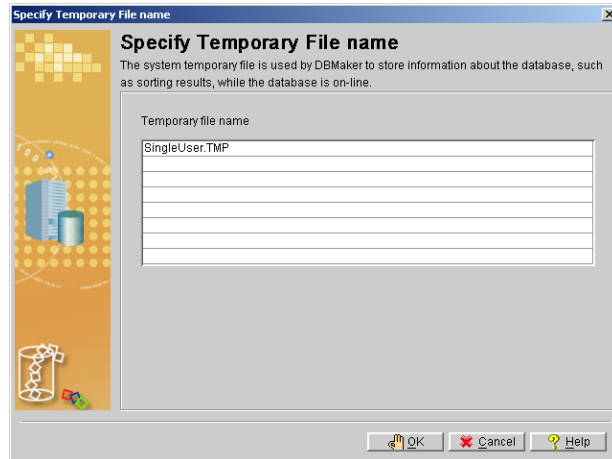 Specify Temporary File name
Specify Temporary File name
The system temporary file is used by DBMaker to store information about the database, such
as sorting results, while the database is on-line.
Temporary file name
SingleUser.TMP
OK Cancel Help